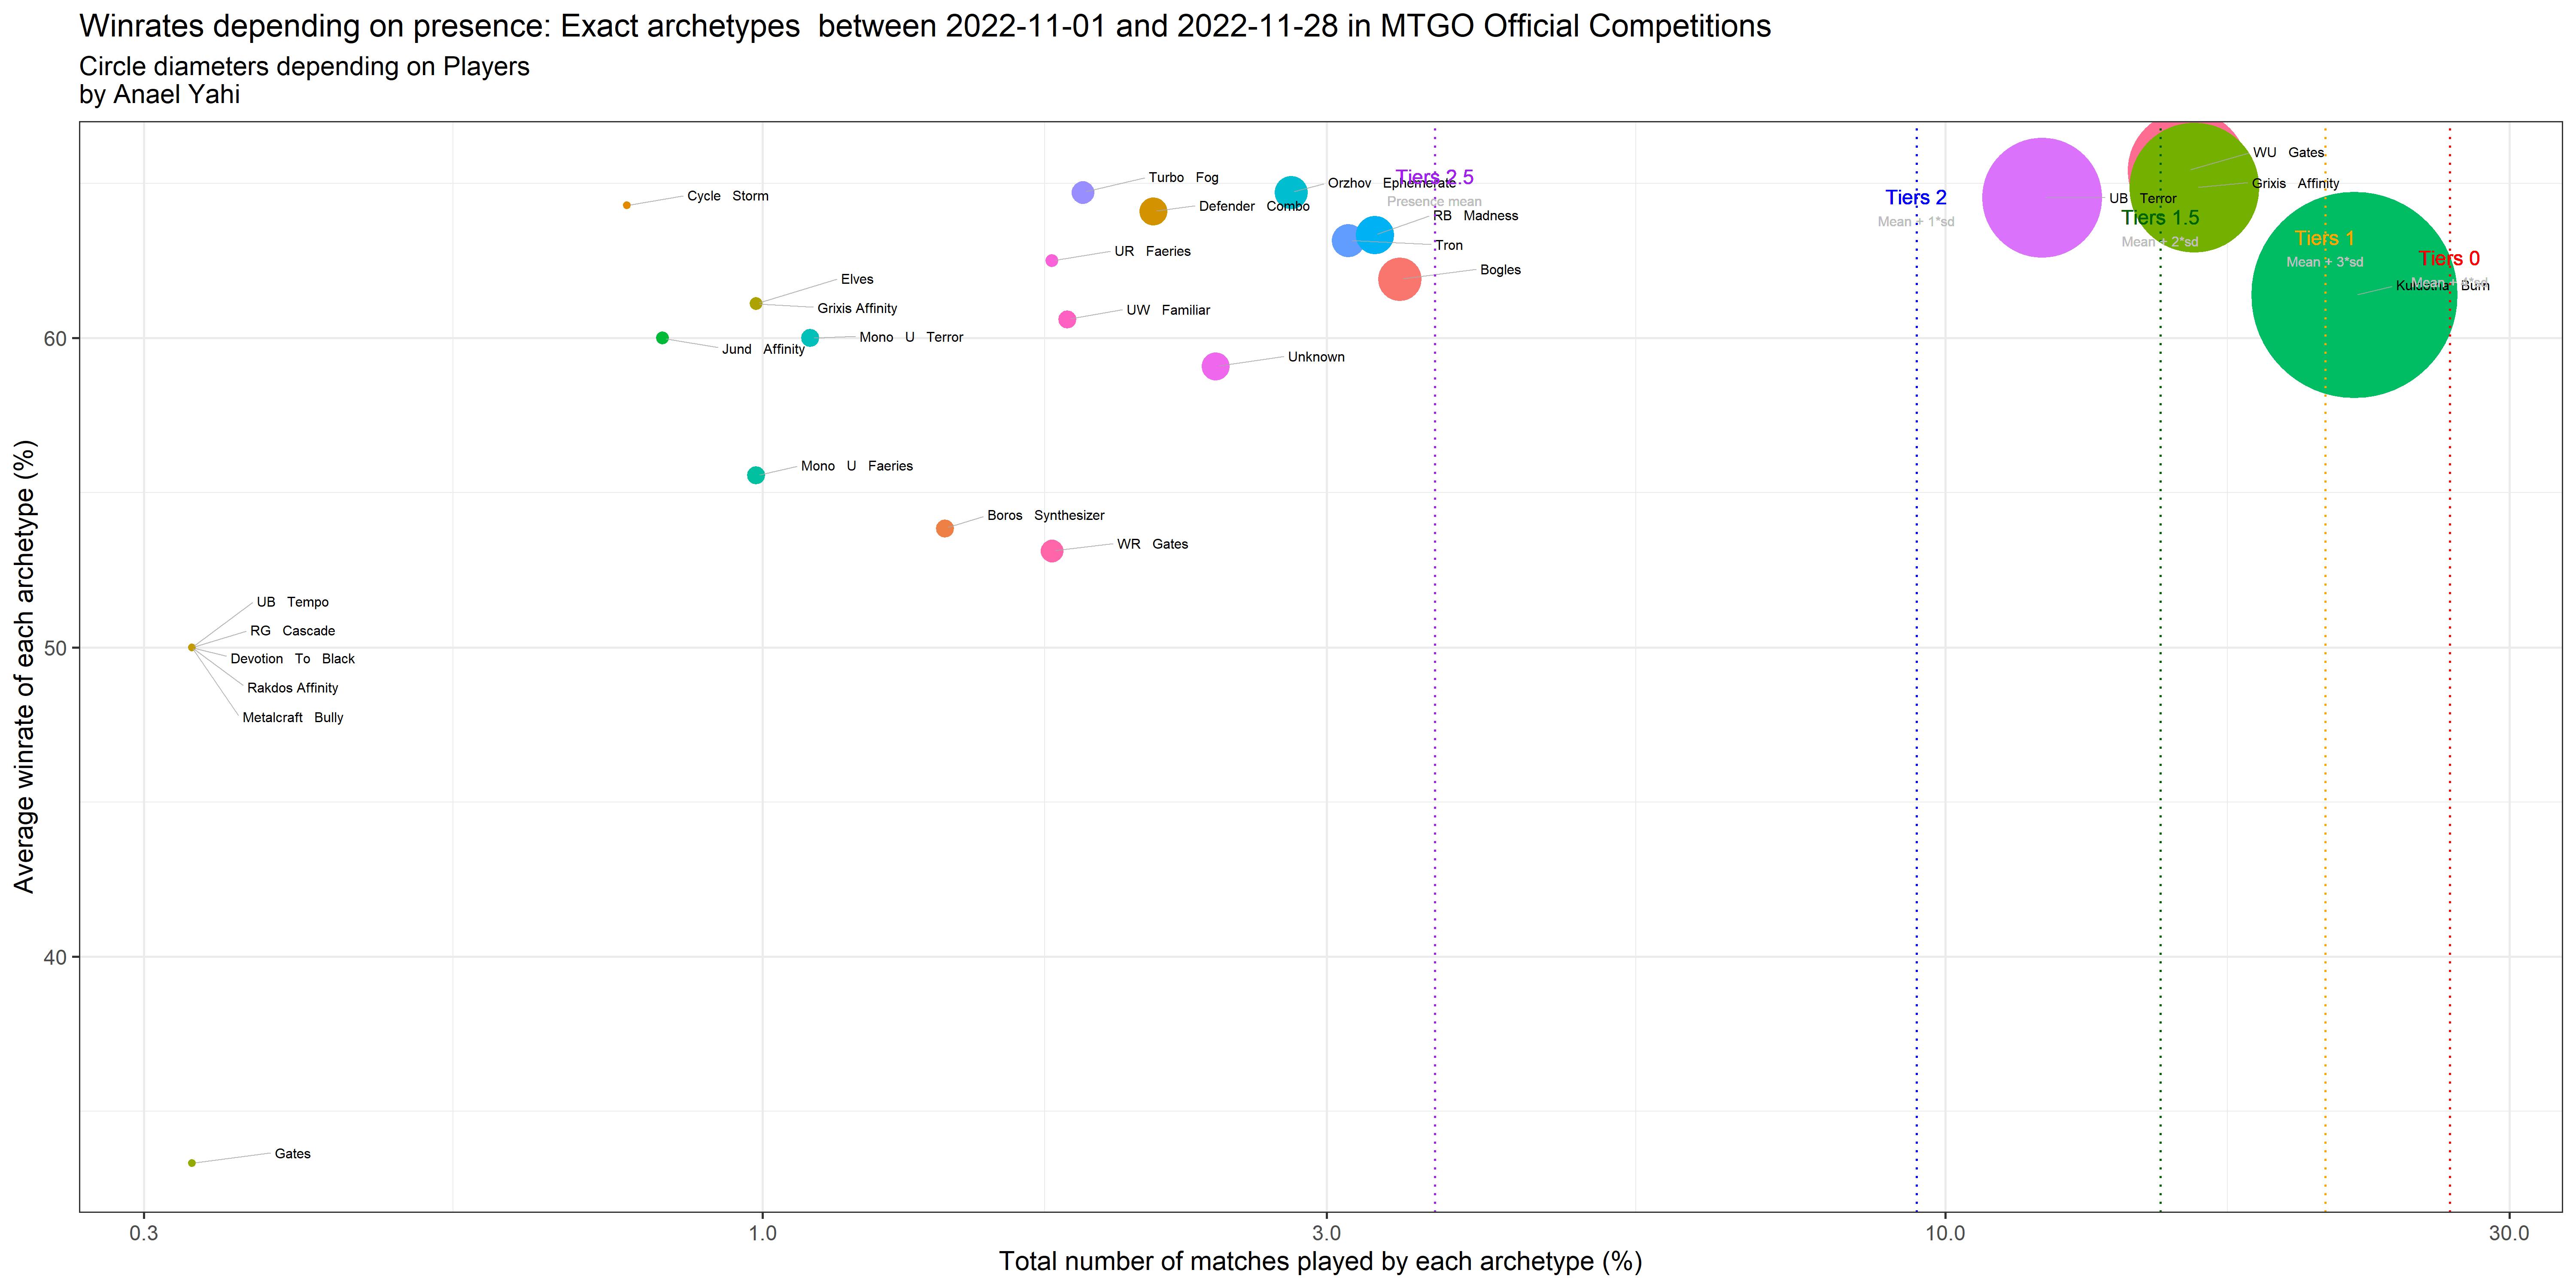 Winrates depending on presence: Exact archetypes  between 2022-11-01 and 2022-11-28 in MTGO Official Competitions
Circle diameters depending on Players
by Anael Yahi
Average winrate of each archetype (%)
60
50
40
Cycle Storm
Turbo Fog
Defender Combo
Orzhov Ephemerate
Tiers 2.5
Presence mean
RB Madness
Tron
Bogles
UR Faeries
Elves
Grixis Affinity
UW Familiar
Jund Affinity
Mono U Terror
Unknown
Mono U Faeries
Boros Synthesizer
WR Gates
UB Tempo
RG Cascade
Devotion To Black
Rakdos Affinity
Metalcraft Bully
Gates
Tiers 2
Mean + 1*sd
WU Gates
Grixis Affinity
UB Terror
Tiers 1.5
Mean + 2*sd
Tiers 1
Mean + 3*sd
Tiers 0
Mean + 4*sd
Kuldotha Burn
0.3
1.0
3.0
10.0
30.0
Total number of matches played by each archetype (%)